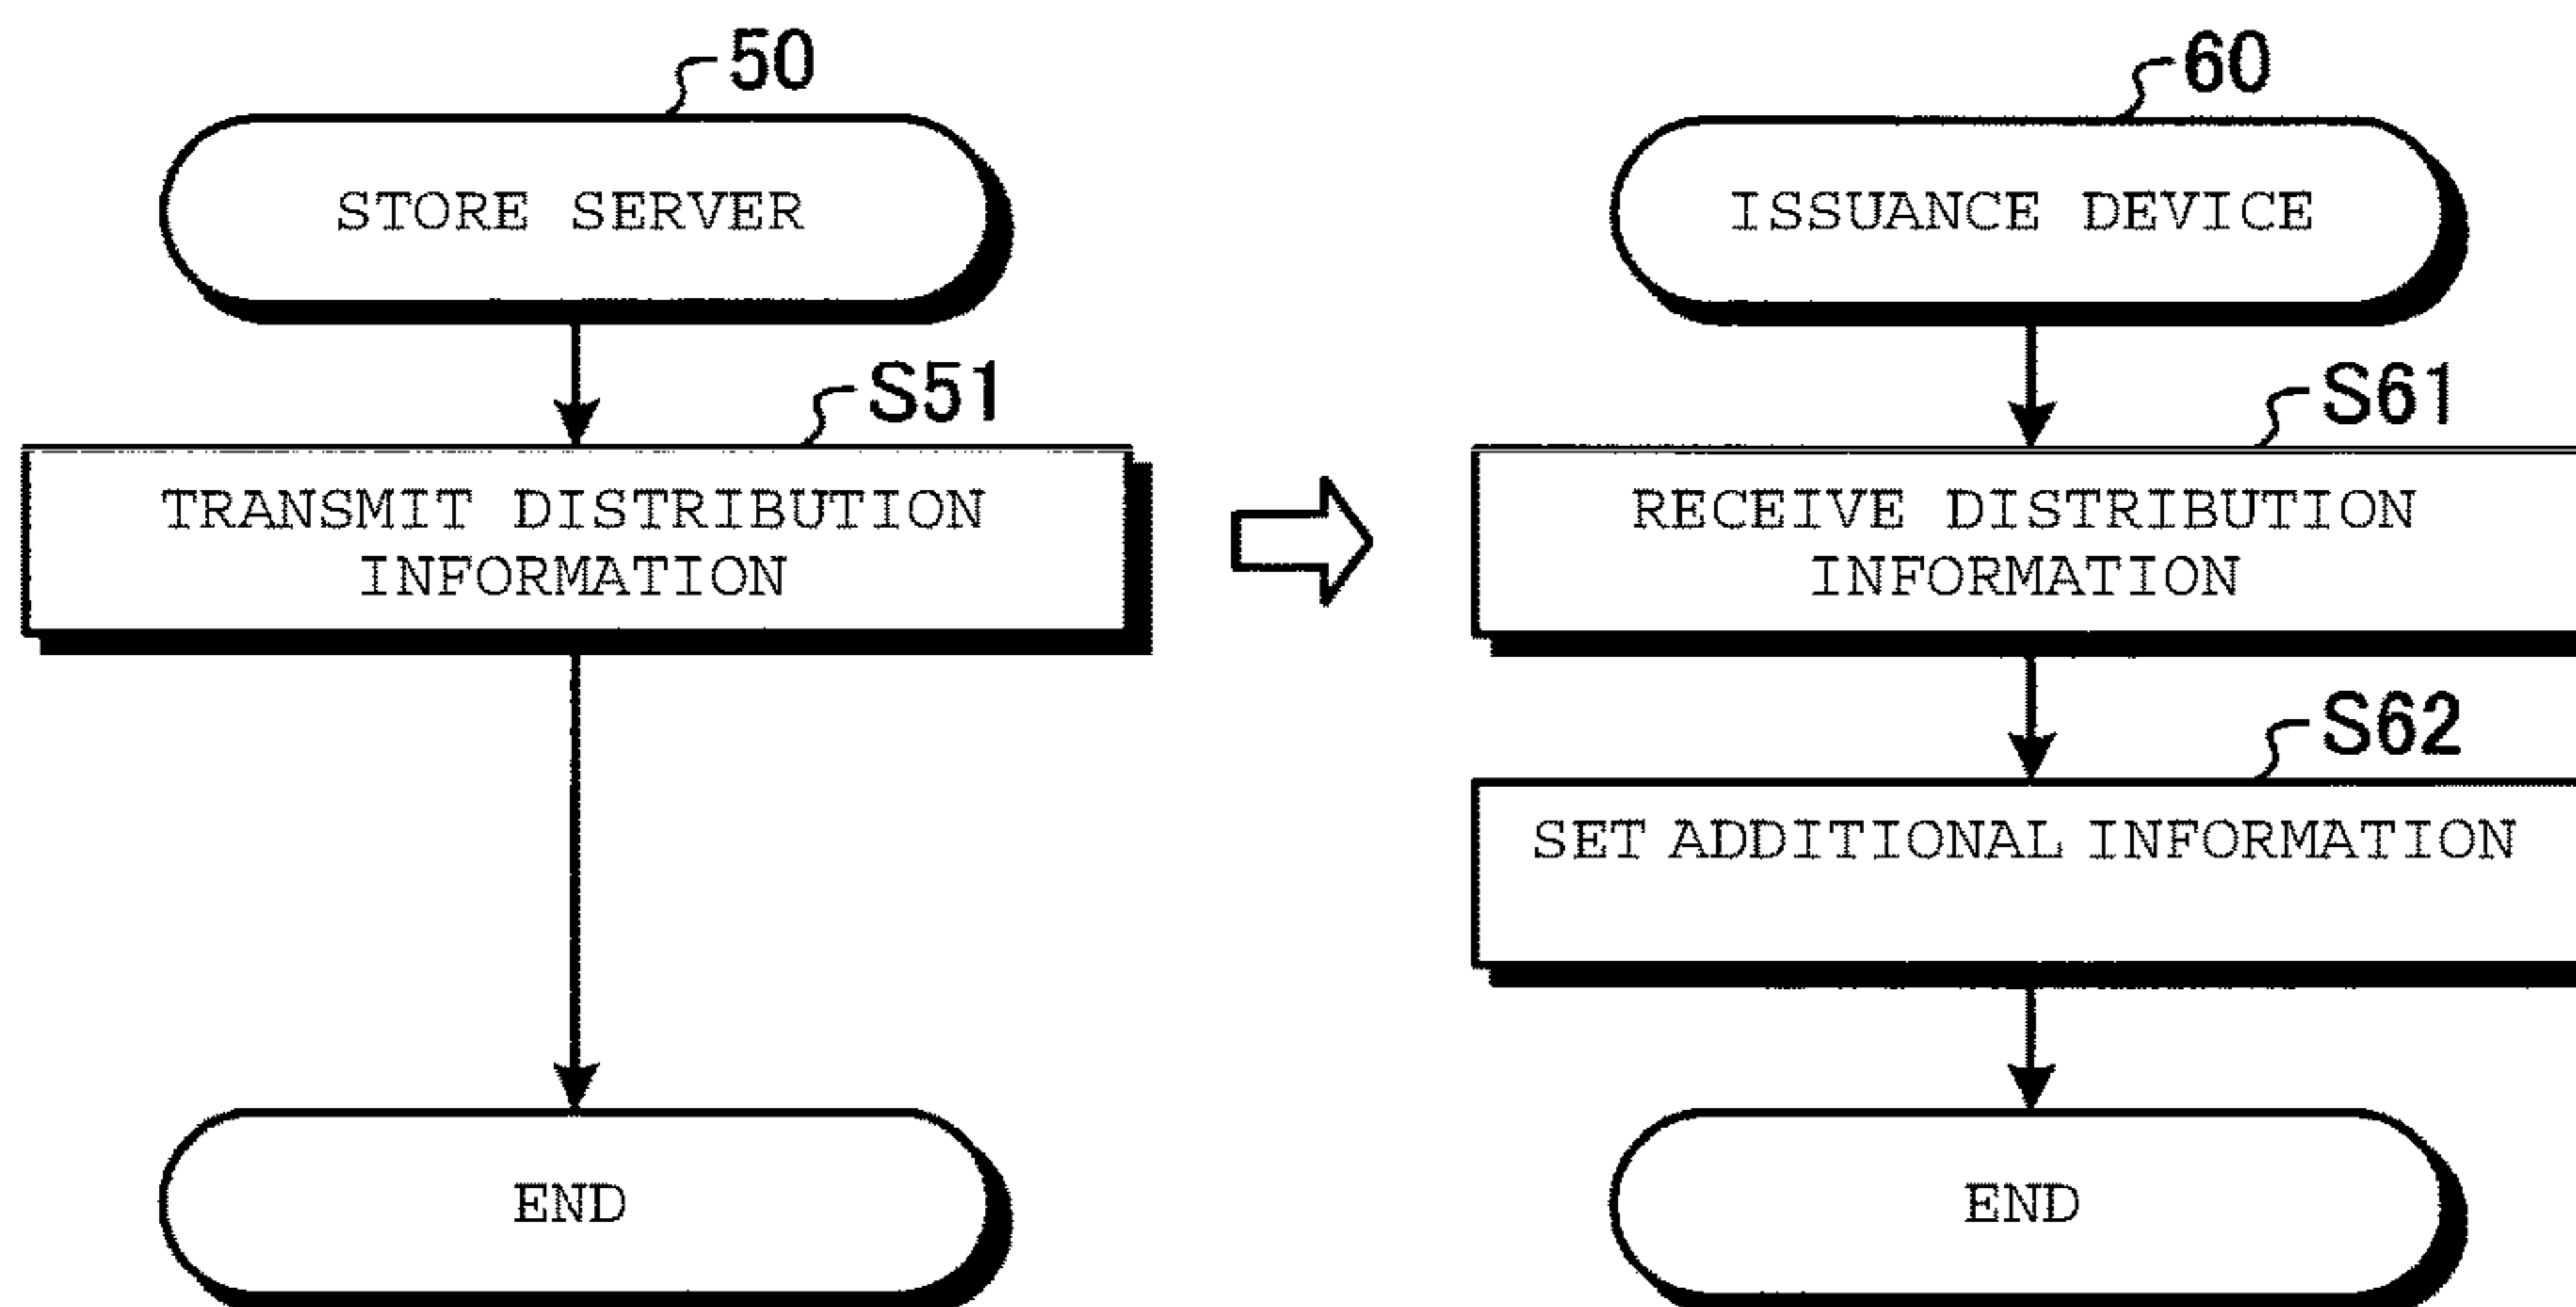 50
STORE SERVER
S51
TRANSMIT DISTRIBUTION
INFORMATION
END
60
ISSUANCE DEVICE
S61
RECEIVE DISTRIBUTION
INFORMATION
S62
SET ADDITIONAL INFORMATION
END